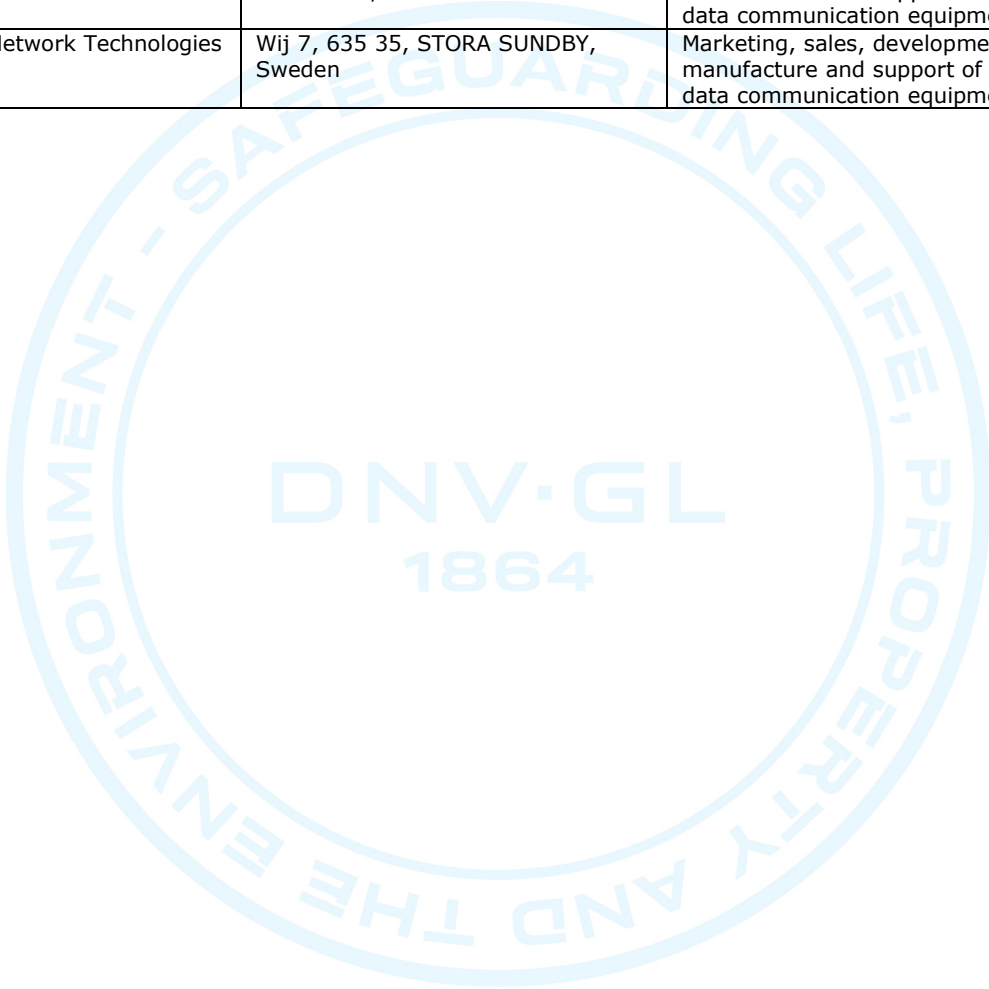 data communication equipm
etwork Technologies
Wij 7, 635 35, STORA SUNDBY,
Sweden
Marketing, sales, developme
manufacture and support of
data communication equipm
SAFEGUARDING LIFE, PROPERTY AND THE ENVIRONMENT -
DNV·GL
1864